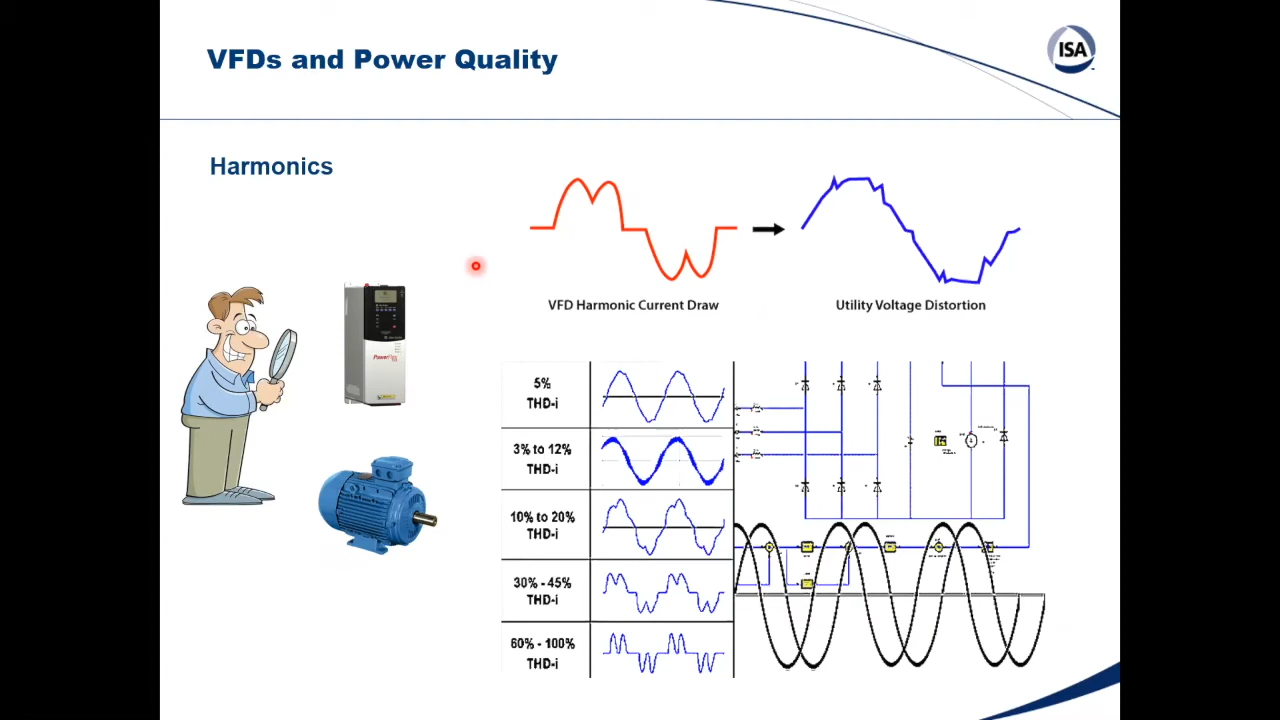 VFDs and Power Quality
ISA
Harmonics
VFD Harmonic Current Draw
Utility Voltage Distortion
PowerFlex
5%
THD-i
3% to 12%
THD-i
10% to 20%
THD-i
30% - 45%
THD-i
60% - 100%
THD-i